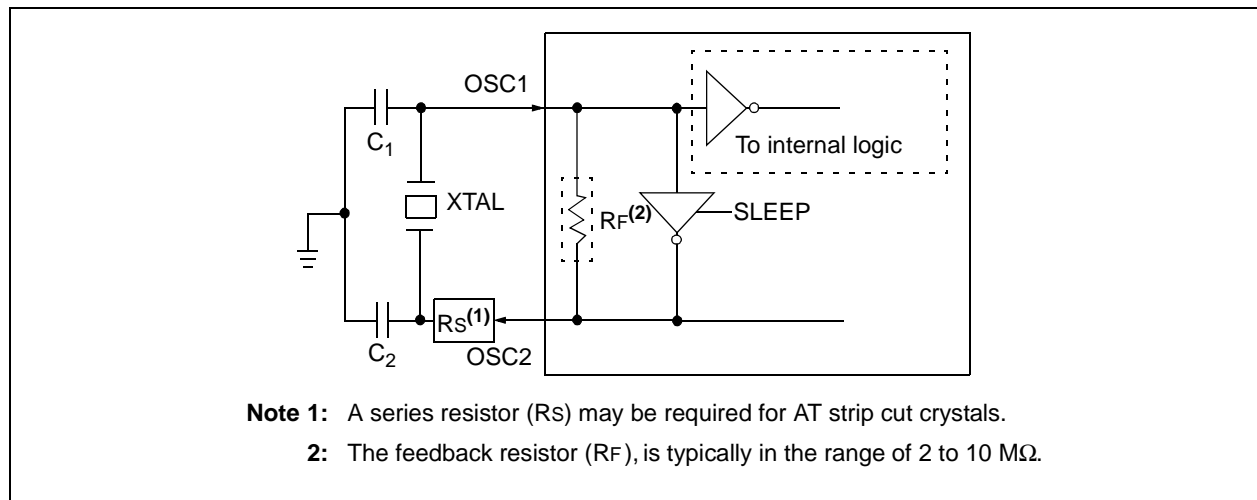 OSC1
C1
To internal logic
XTAL
RF(2)
SLEEP
RS(1)
C2
OSC2
Note 1: A series resistor (RS) may be required for AT strip cut crystals.
2: The feedback resistor (RF), is typically in the range of 2 to 10 MΩ.